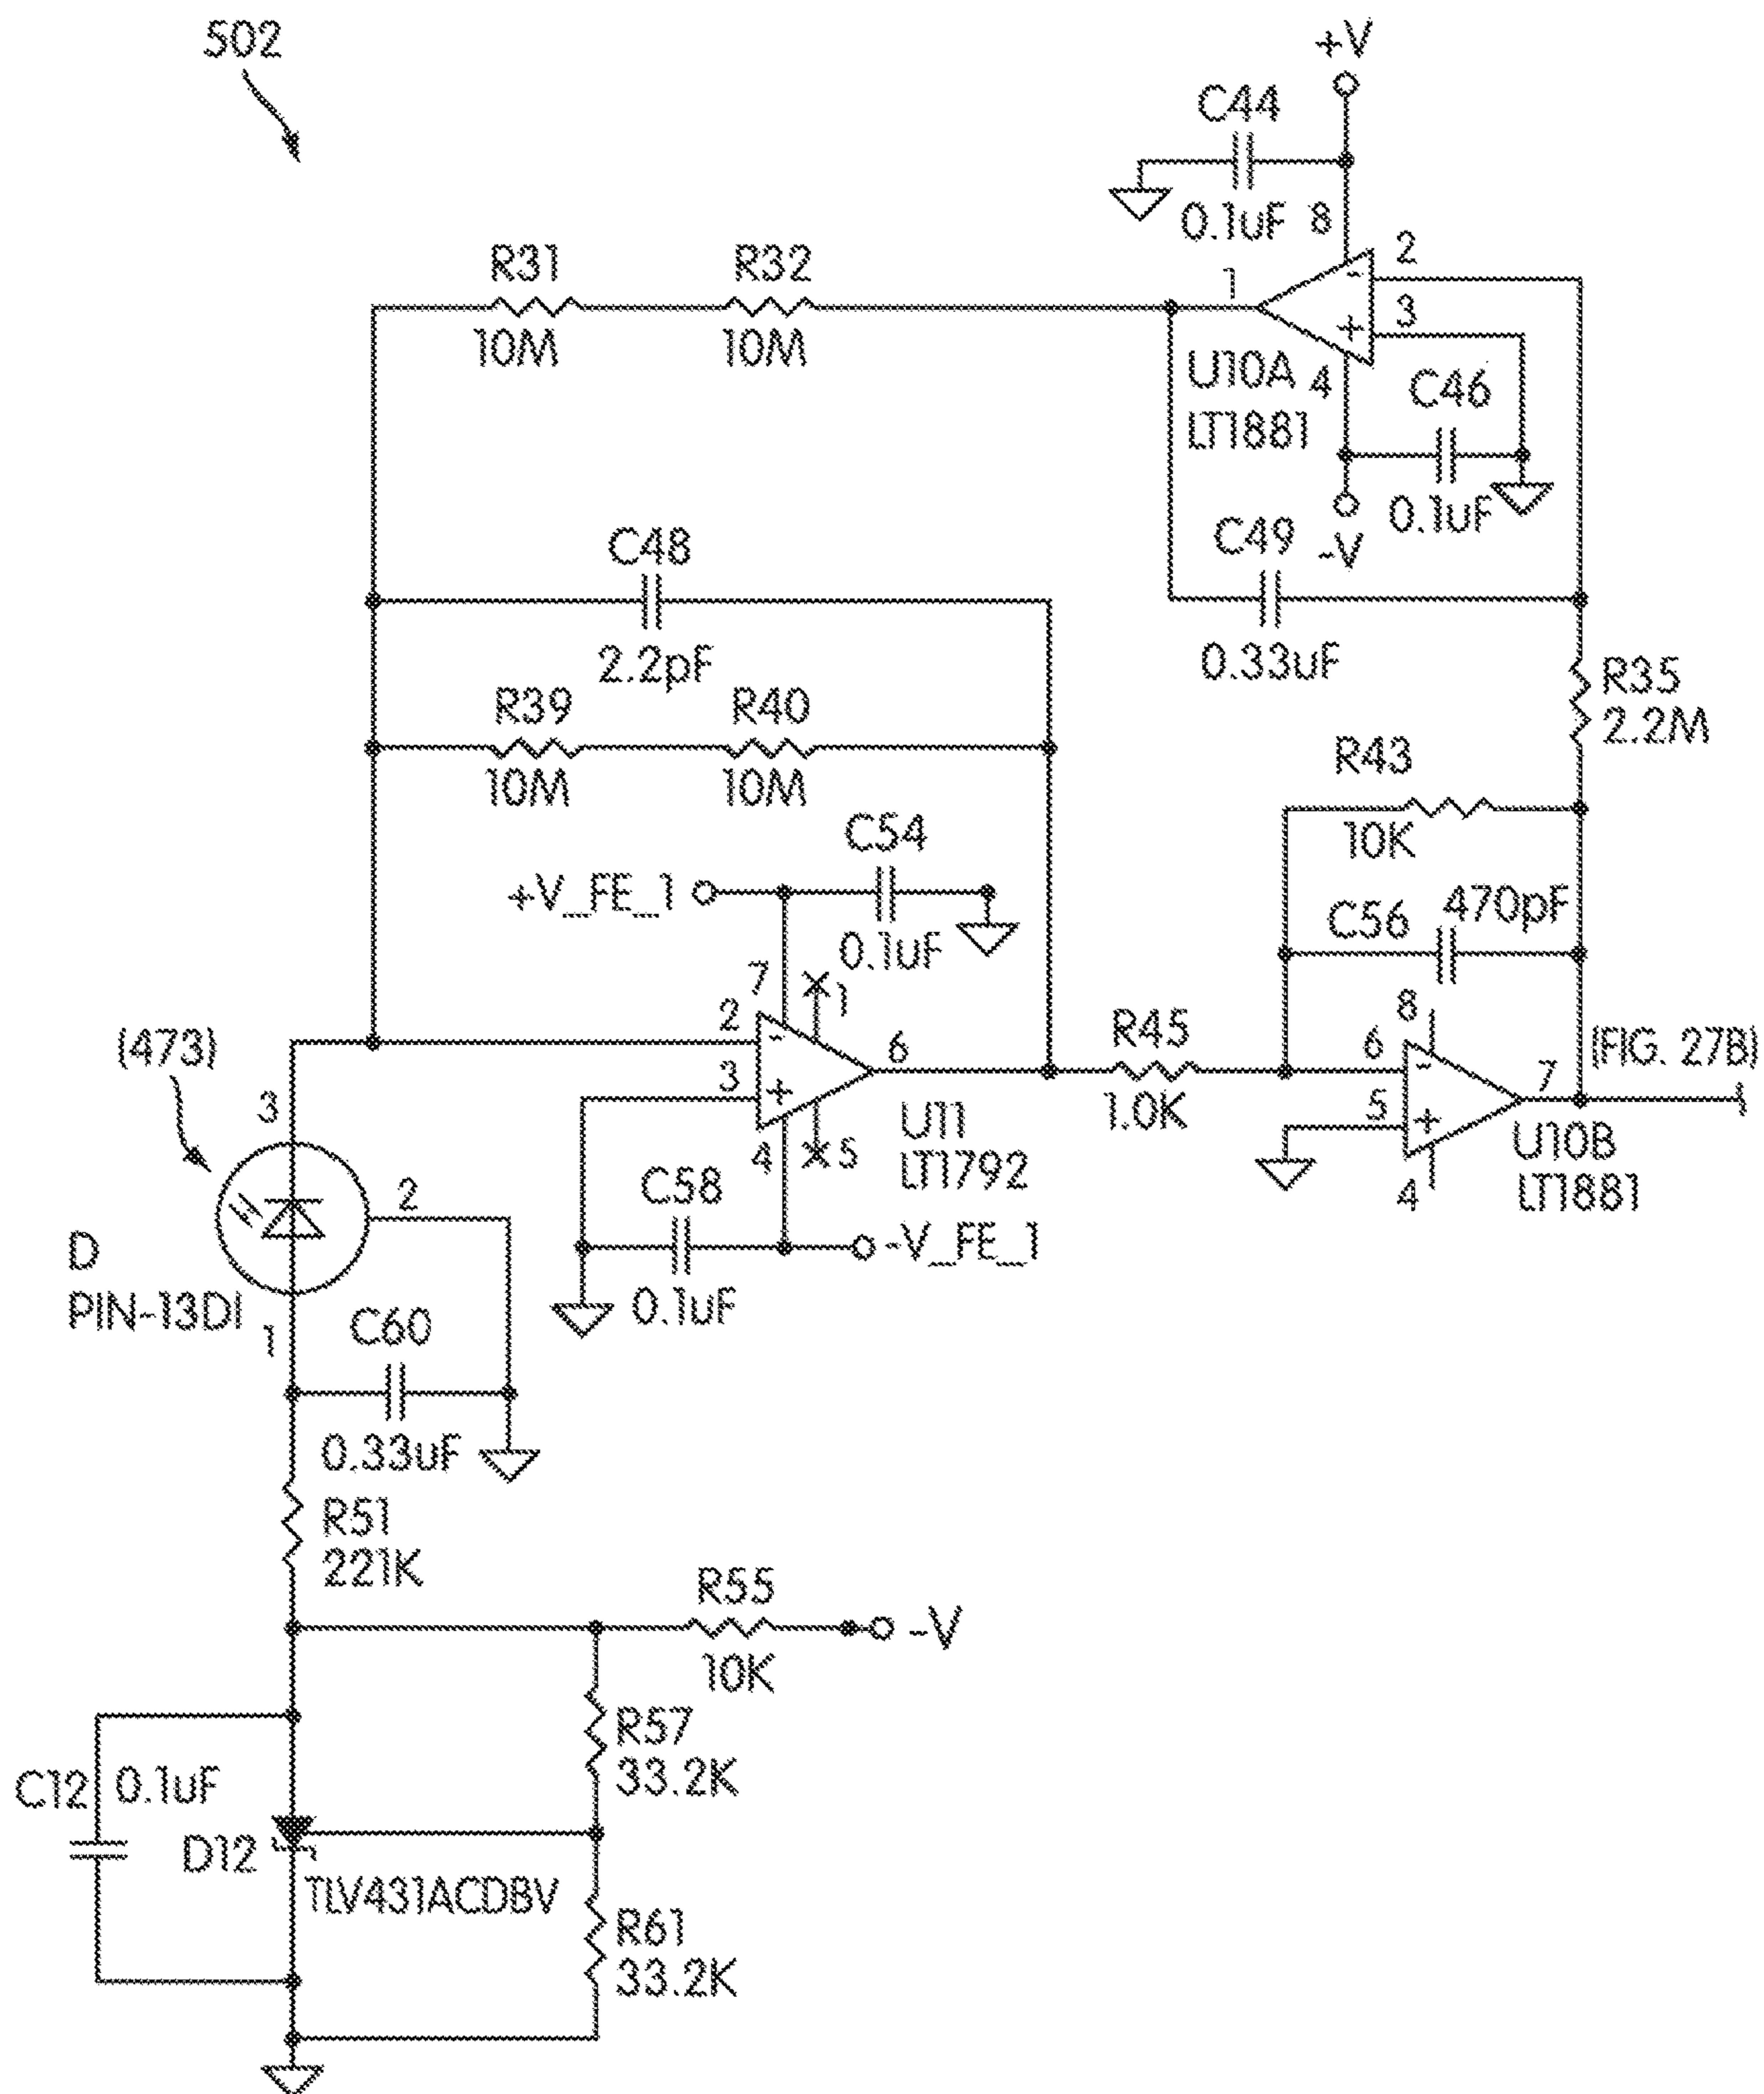 502
+V
C44
0.1uF
8
R31
10M
R32
10M
1
2
-
3
+
U10A
LT1881
4
C46
0.1uF
-V
C48
2.2pF
C49
0.33uF
R35
2.2M
R39
10M
R40
10M
R43
10K
+V_FE_1
C54
0.1uF
C56
470pF
7
1
2
-
3
+
6
4
5
U11
LT1792
R45
1.0K
8
6
-
5
+
7
4
(FIG. 27B)
U10B
LT1881
(473)
3
2
D
PIN-13DI
1
C58
0.1uF
-V_FE_1
C60
0.33uF
R51
221K
R55
10K
-V
R57
33.2K
C12
0.1uF
D12
TLV431ACDBV
R61
33.2K